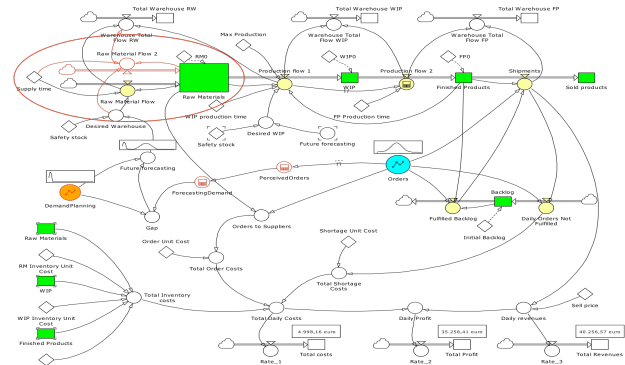 Total Warehouse RW
Total Warehouse WIP
Total Warehouse FP
Max Production
Warehouse Total
Flow RW
Warehouse Total
Flow WIP
Warehouse Total
Flow FP
Raw Material Flow 2
RM0
WIP0
FP0
Production flow 1
Production flow 2
Shipments
Supply time
Raw Materials
WIP
Finished Products
Sold products
Raw Material Flow
WIP production time
FP Production time
Desired Warehouse
Safety stock
Safety stock
Desired WIP
Future forecasting
Future forecasting
PerceivedOrders
Orders
DemandPlanning
ForecastingDemand
Backlog
Gap
Orders to Suppliers
Fulfilled Backlog
Daily Orders Not
Fulfilled
Initial Backlog
Raw Materials
Order Unit Cost
Shortage Unit Cost
RM Inventory Unit
Cost
Total Order Costs
WIP
Total Shortage
Costs
Total Inventory
costs
Sell price
WIP Inventory Unit
Cost
Total Daily Costs
Daily Profit
Daily revenues
Finished Products
4.998,16 euro
35.258,41 euro
40.256,57 euro
Rate_1
Total costs
Rate_2
Total Profit
Rate_3
Total Revenues